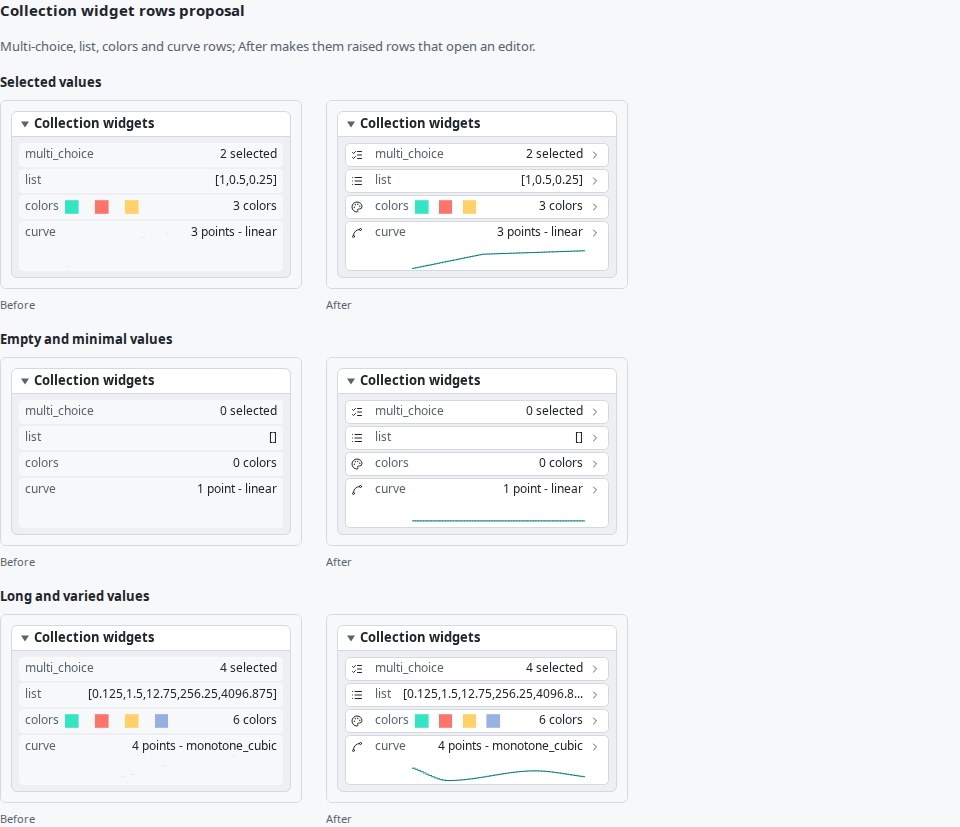 Collection widget rows proposal
Multi-choice, list, colors and curve rows; After makes them raised rows that open an editor.
Selected values
Collection widgets
multi_choice 2 selected
list [1,0.5,0.25]
colors 3 colors
curve 3 points - linear
Before
Collection widgets
multi_choice 2 selected
list [1,0.5,0.25]
colors 3 colors
curve 3 points - linear
After
Empty and minimal values
Collection widgets
multi_choice 0 selected
list []
colors 0 colors
curve 1 point - linear
Before
Collection widgets
multi_choice 0 selected
list []
colors 0 colors
curve 1 point - linear
After
Long and varied values
Collection widgets
multi_choice 4 selected
list [0.125,1.5,12.75,256.25,4096.875]
colors 6 colors
curve 4 points - monotone_cubic
Before
Collection widgets
multi_choice 4 selected
list [0.125,1.5,12.75,256.25,4096.8...
colors 6 colors
curve 4 points - monotone_cubic
After